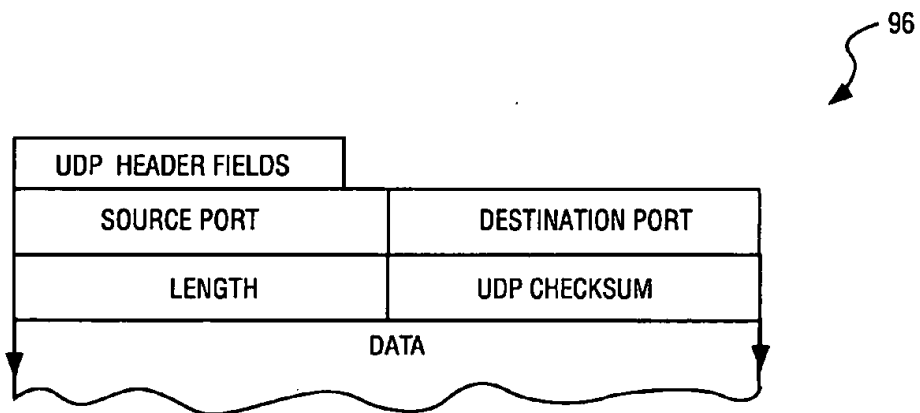 96
UDP HEADER FIELDS
SOURCE PORT DESTINATION PORT
LENGTH UDP CHECKSUM
DATA